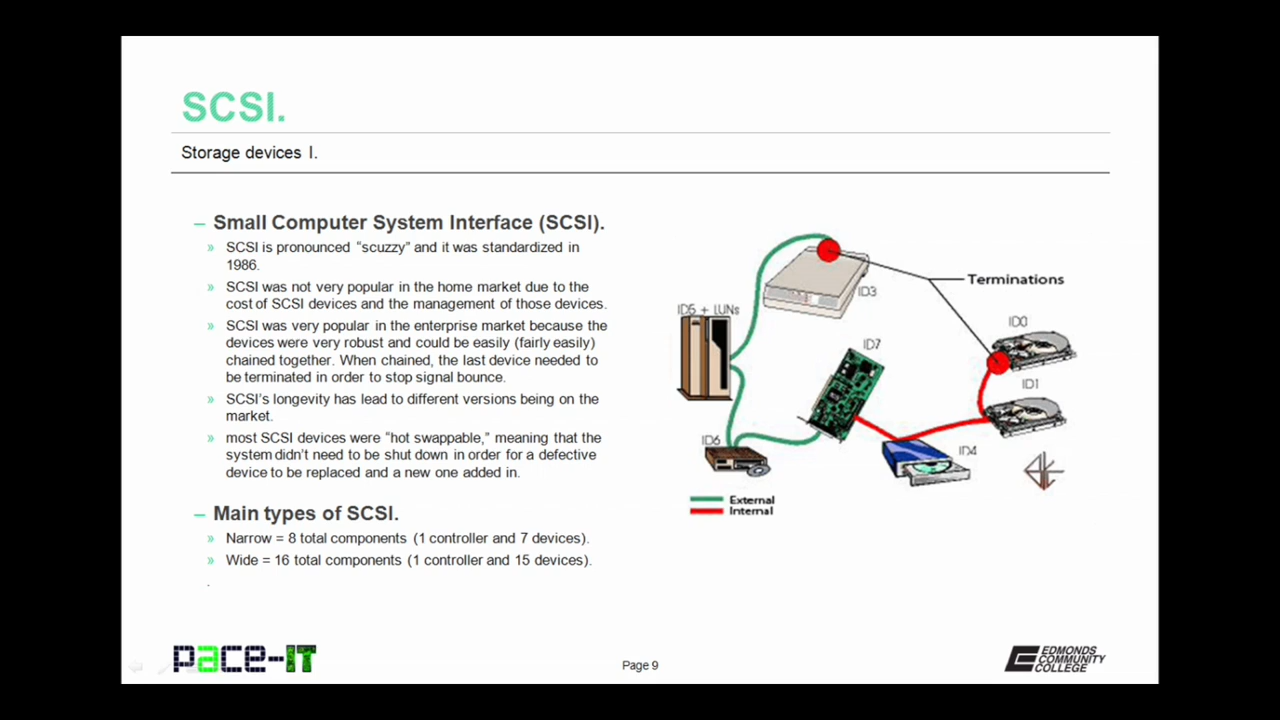 SCSI.
Storage devices I.
– Small Computer System Interface (SCSI).
» SCSI is pronounced “scuzzy” and it was standardized in
1986.
» SCSI was not very popular in the home market due to the
cost of SCSI devices and the management of those devices.
» SCSI was very popular in the enterprise market because the
devices were very robust and could be easily (fairly easily)
chained together. When chained, the last device needed to
be terminated in order to stop signal bounce.
» SCSI’s longevity has lead to different versions being on the
market.
» most SCSI devices were “hot swappable,” meaning that the
system didn’t need to be shut down in order for a defective
device to be replaced and a new one added in.
– Main types of SCSI.
» Narrow = 8 total components (1 controller and 7 devices).
» Wide = 16 total components (1 controller and 15 devices).
.
Terminations
ID3
ID5 + LUNs
ID0
ID7
ID1
ID6
ID4
External
Internal
pace-IT
Page 9
EDMONDS
COMMUNITY
COLLEGE